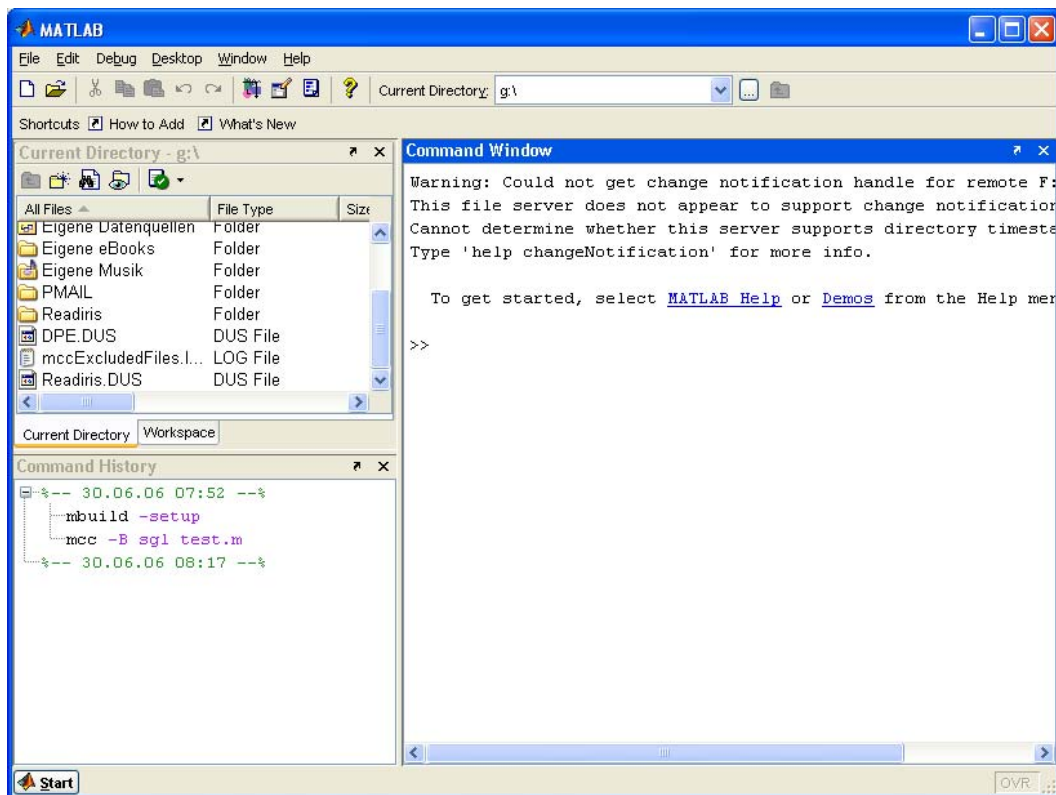 MATLAB
File Edit Debug Desktop Window Help
Current Directory: g:\
Shortcuts How to Add What's New
Current Directory - g:\
All Files File Type Size
Eigene Datenquellen Folder
Eigene eBooks Folder
Eigene Musik Folder
PMAIL Folder
Readiris Folder
DPE.DUS DUS File
mccExcludedFiles.l... LOG File
Readiris.DUS DUS File
Current Directory Workspace
Command History
%-- 30.06.06 07:52 --%
mbuild -setup
mcc -B sgl test.m
%-- 30.06.06 08:17 --%
Command Window
Warning: Could not get change notification handle for remote F:
This file server does not appear to support change notification
Cannot determine whether this server supports directory timesta
Type 'help changeNotification' for more info.
To get started, select MATLAB Help or Demos from the Help men
>>
Start
OVR